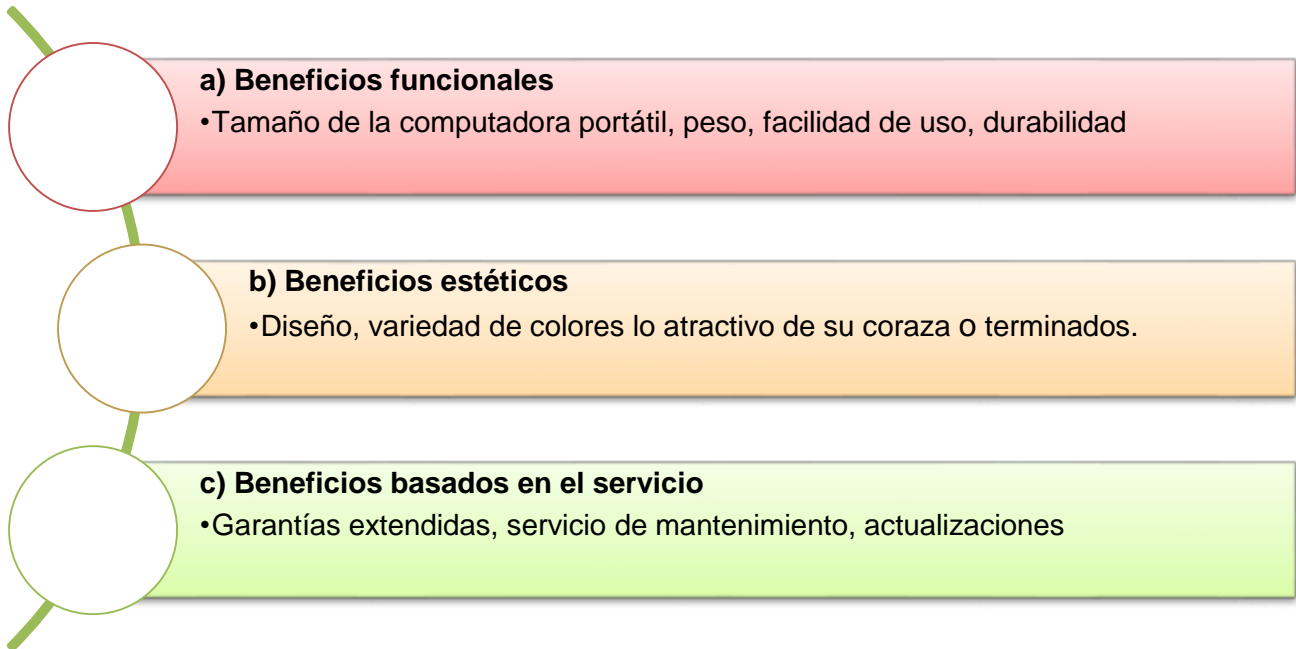 a) Beneficios funcionales
•Tamaño de la computadora portátil, peso, facilidad de uso, durabilidad
b) Beneficios estéticos
•Diseño, variedad de colores lo atractivo de su coraza o terminados.
c) Beneficios basados en el servicio
•Garantías extendidas, servicio de mantenimiento, actualizaciones